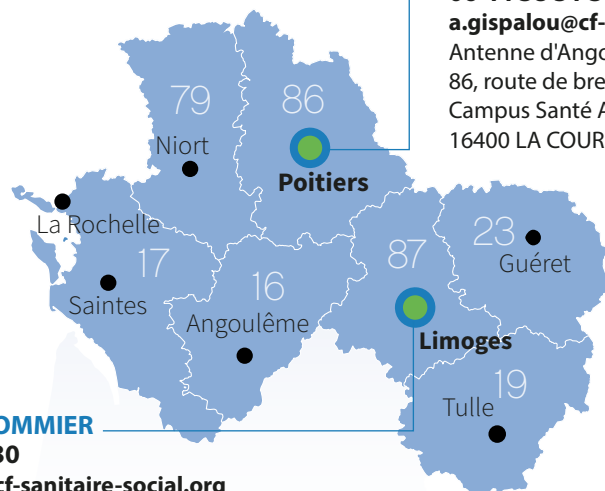 a.gispalou@cf-
Antenne d'Ango
86, route de bre
Campus Santé A
16400 LA COUR
79
86
Niort
Poitiers
La Rochelle
17
23
Guéret
87
Saintes
16
Angoulême
Limoges
19
Tulle
OMMIER
30
cf-sanitaire-social.org